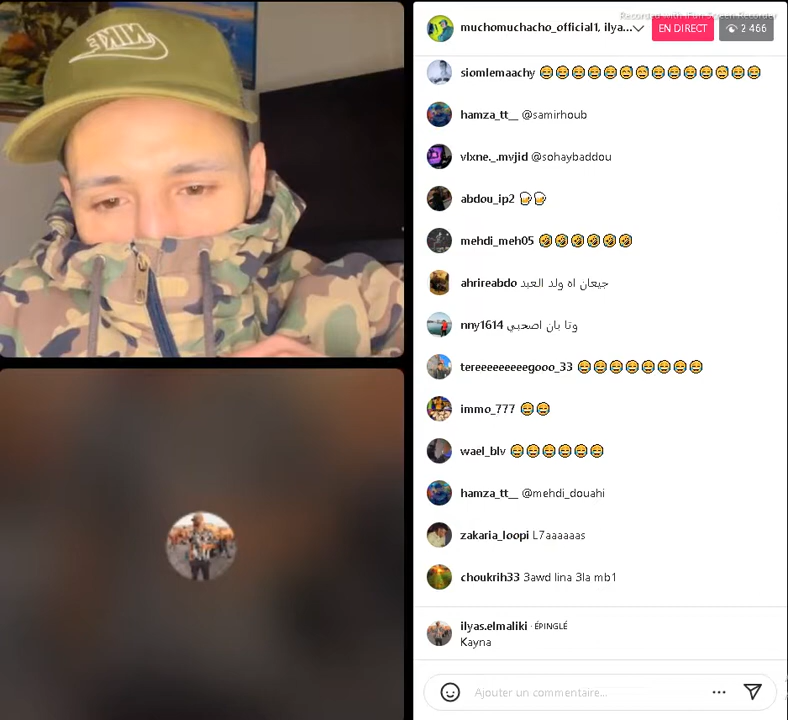 NIKE
Recorded with iFun Screen Recorder
muchomuchacho_official1, ilya...
EN DIRECT
2 466
siomlemaachy 😂😂😂😂😂😅😅😂😂😂😂😅😂😂
hamza_tt__ @samirhoub
vlxne._.mvjid @sohaybaddou
abdou_ip2 🍺🍺
mehdi_meh05 🤣🤣🤣🤣🤣🤣
ahrireabdo جيعان اه ولد العبد
nny1614 وتا بان اصحبي
tereeeeeeeeegooo_33 😂😂😂😂😂😂😂😂
immo_777 😂😂
wael_blv 😂😂😂😂😂😂
hamza_tt__ @mehdi_douahi
zakaria_loopi L7aaaaaas
choukrih33 3awd lina 3la mb1
ilyas.elmaliki · ÉPINGLÉ
Kayna
Ajouter un commentaire...